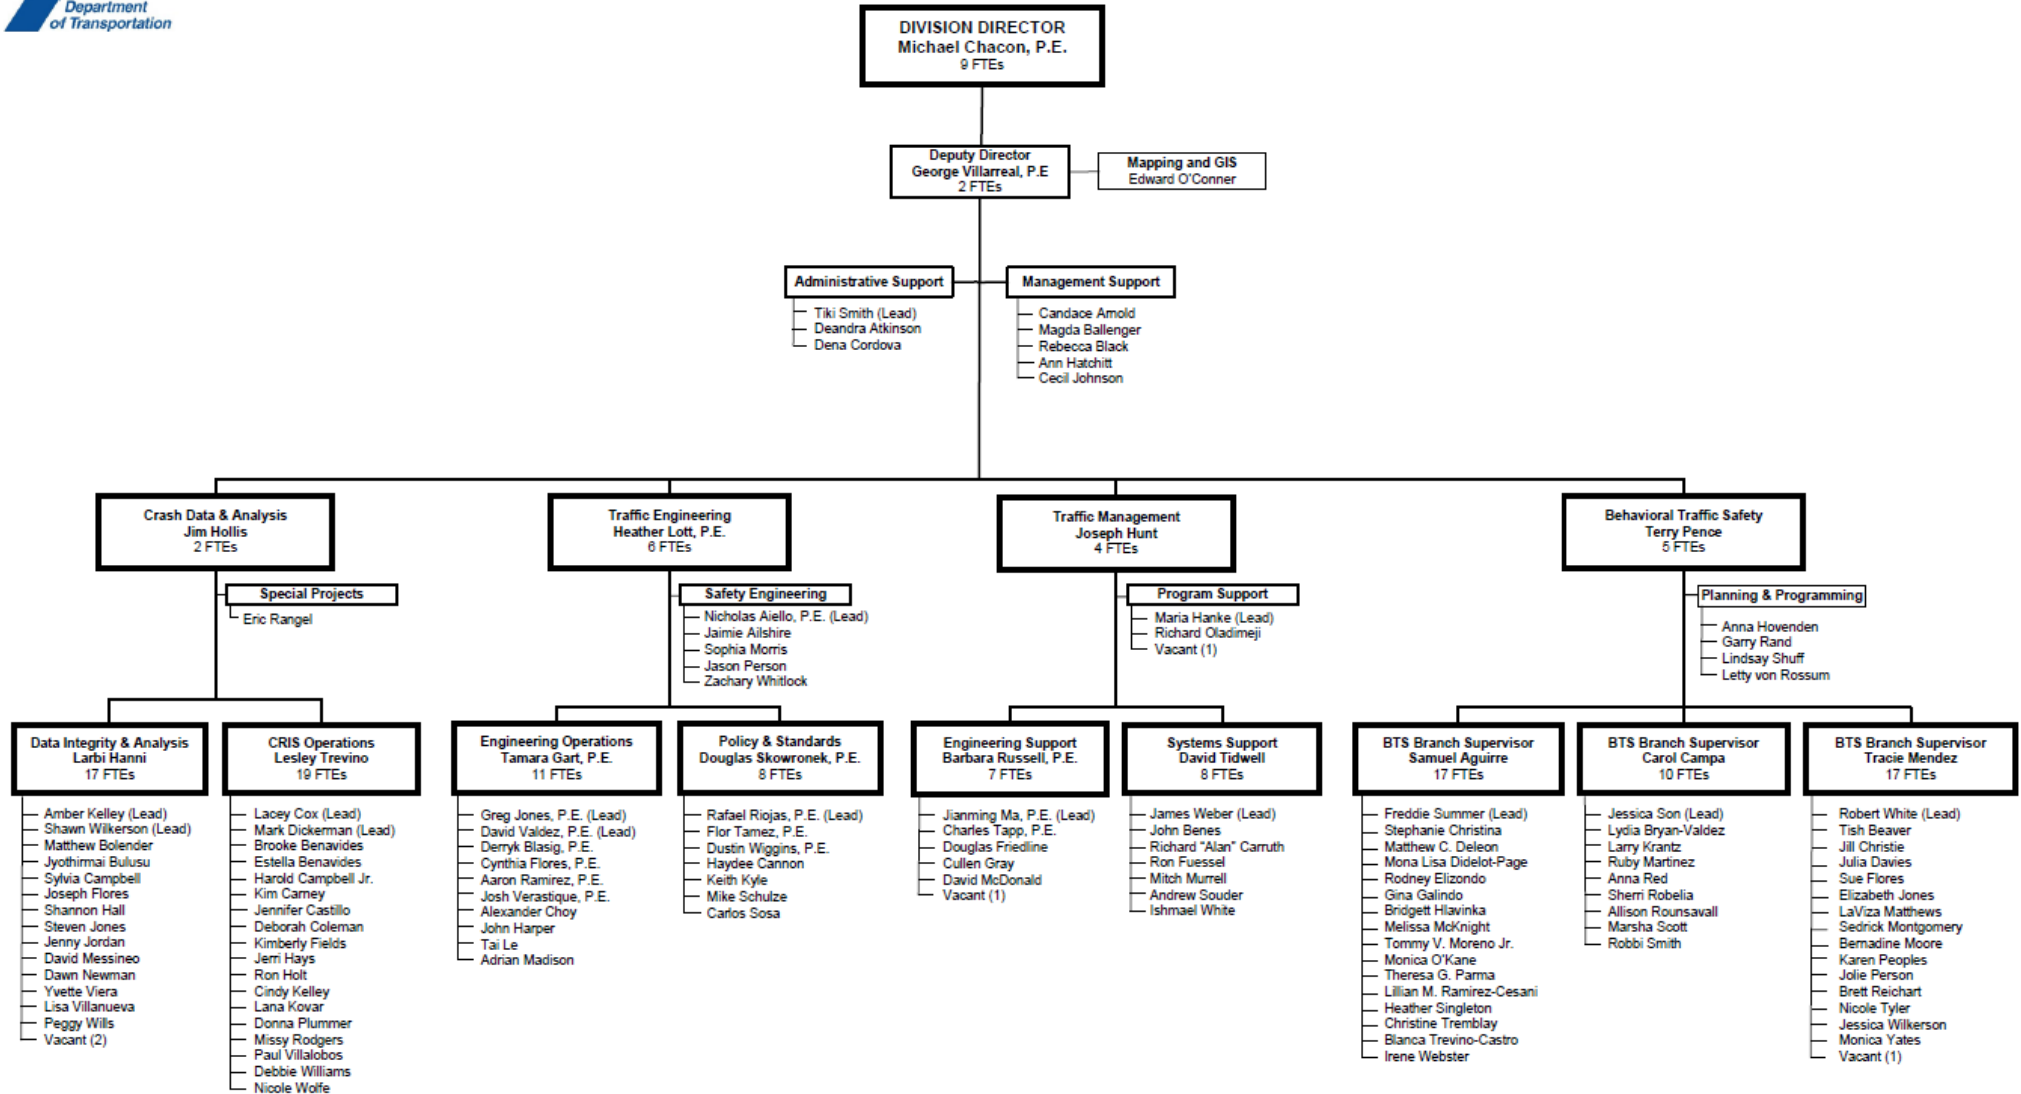 Department
of Transportation
DIVISION DIRECTOR
Michael Chacon, P.E.
9 FTEs
Deputy Director
George Villarreal, P.E
2 FTEs
Mapping and GIS
Edward O'Conner
Administrative Support
Tiki Smith (Lead)
Deandra Atkinson
Dena Cordova
Management Support
Candace Arnold
Magda Ballenger
Rebecca Black
Ann Hatchitt
Cecil Johnson
Crash Data & Analysis
Jim Hollis
2 FTEs
Special Projects
Eric Rangel
Data Integrity & Analysis
Larbi Hanni
17 FTEs
Amber Kelley (Lead)
Shawn Wilkerson (Lead)
Matthew Bolender
Jyothirmai Bulusu
Sylvia Campbell
Joseph Flores
Shannon Hall
Steven Jones
Jenny Jordan
David Messineo
Dawn Newman
Yvette Viera
Lisa Villanueva
Peggy Wills
Vacant (2)
CRIS Operations
Lesley Trevino
19 FTEs
Lacey Cox (Lead)
Mark Dickerman (Lead)
Brooke Benavides
Estella Benavides
Harold Campbell Jr.
Kim Carney
Jennifer Castillo
Deborah Coleman
Kimberly Fields
Jerri Hays
Ron Holt
Cindy Kelley
Lana Kovar
Donna Plummer
Missy Rodgers
Paul Villalobos
Debbie Williams
Nicole Wolfe
Traffic Engineering
Heather Lott, P.E.
6 FTEs
Safety Engineering
Nicholas Aiello, P.E. (Lead)
Jaimie Ailshire
Sophia Morris
Jason Person
Zachary Whitlock
Engineering Operations
Tamara Gart, P.E.
11 FTEs
Greg Jones, P.E. (Lead)
David Valdez, P.E. (Lead)
Derryk Blasig, P.E.
Cynthia Flores, P.E.
Aaron Ramirez, P.E.
Josh Verastique, P.E.
Alexander Choy
John Harper
Tai Le
Adrian Madison
Policy & Standards
Douglas Skowronek, P.E.
8 FTEs
Rafael Riojas, P.E. (Lead)
Flor Tamez, P.E.
Dustin Wiggins, P.E.
Haydee Cannon
Keith Kyle
Mike Schulze
Carlos Sosa
Traffic Management
Joseph Hunt
4 FTEs
Program Support
Maria Hanke (Lead)
Richard Oladimeji
Vacant (1)
Engineering Support
Barbara Russell, P.E.
7 FTEs
Jianming Ma, P.E. (Lead)
Charles Tapp, P.E.
Douglas Friedline
Cullen Gray
David McDonald
Vacant (1)
Systems Support
David Tidwell
8 FTEs
James Weber (Lead)
John Benes
Richard "Alan" Carruth
Ron Fuessel
Mitch Murrell
Andrew Souder
Ishmael White
Behavioral Traffic Safety
Terry Pence
5 FTEs
Planning & Programming
Anna Hovenden
Garry Rand
Lindsay Shuff
Letty von Rossum
BTS Branch Supervisor
Samuel Aguirre
17 FTEs
Freddie Summer (Lead)
Stephanie Christina
Matthew C. Deleon
Mona Lisa Didelot-Page
Rodney Elizondo
Gina Galindo
Bridgett Hlavinka
Melissa McKnight
Tommy V. Moreno Jr.
Monica O'Kane
Theresa G. Parma
Lillian M. Ramirez-Cesani
Heather Singleton
Christine Tremblay
Blanca Trevino-Castro
Irene Webster
BTS Branch Supervisor
Carol Campa
10 FTEs
Jessica Son (Lead)
Lydia Bryan-Valdez
Larry Krantz
Ruby Martinez
Anna Red
Sherri Robelia
Allison Rounsavall
Marsha Scott
Robbi Smith
BTS Branch Supervisor
Tracie Mendez
17 FTEs
Robert White (Lead)
Tish Beaver
Jill Christie
Julia Davies
Sue Flores
Elizabeth Jones
LaViza Matthews
Sedrick Montgomery
Bernadine Moore
Karen Peoples
Jolie Person
Brett Reichart
Nicole Tyler
Jessica Wilkerson
Monica Yates
Vacant (1)